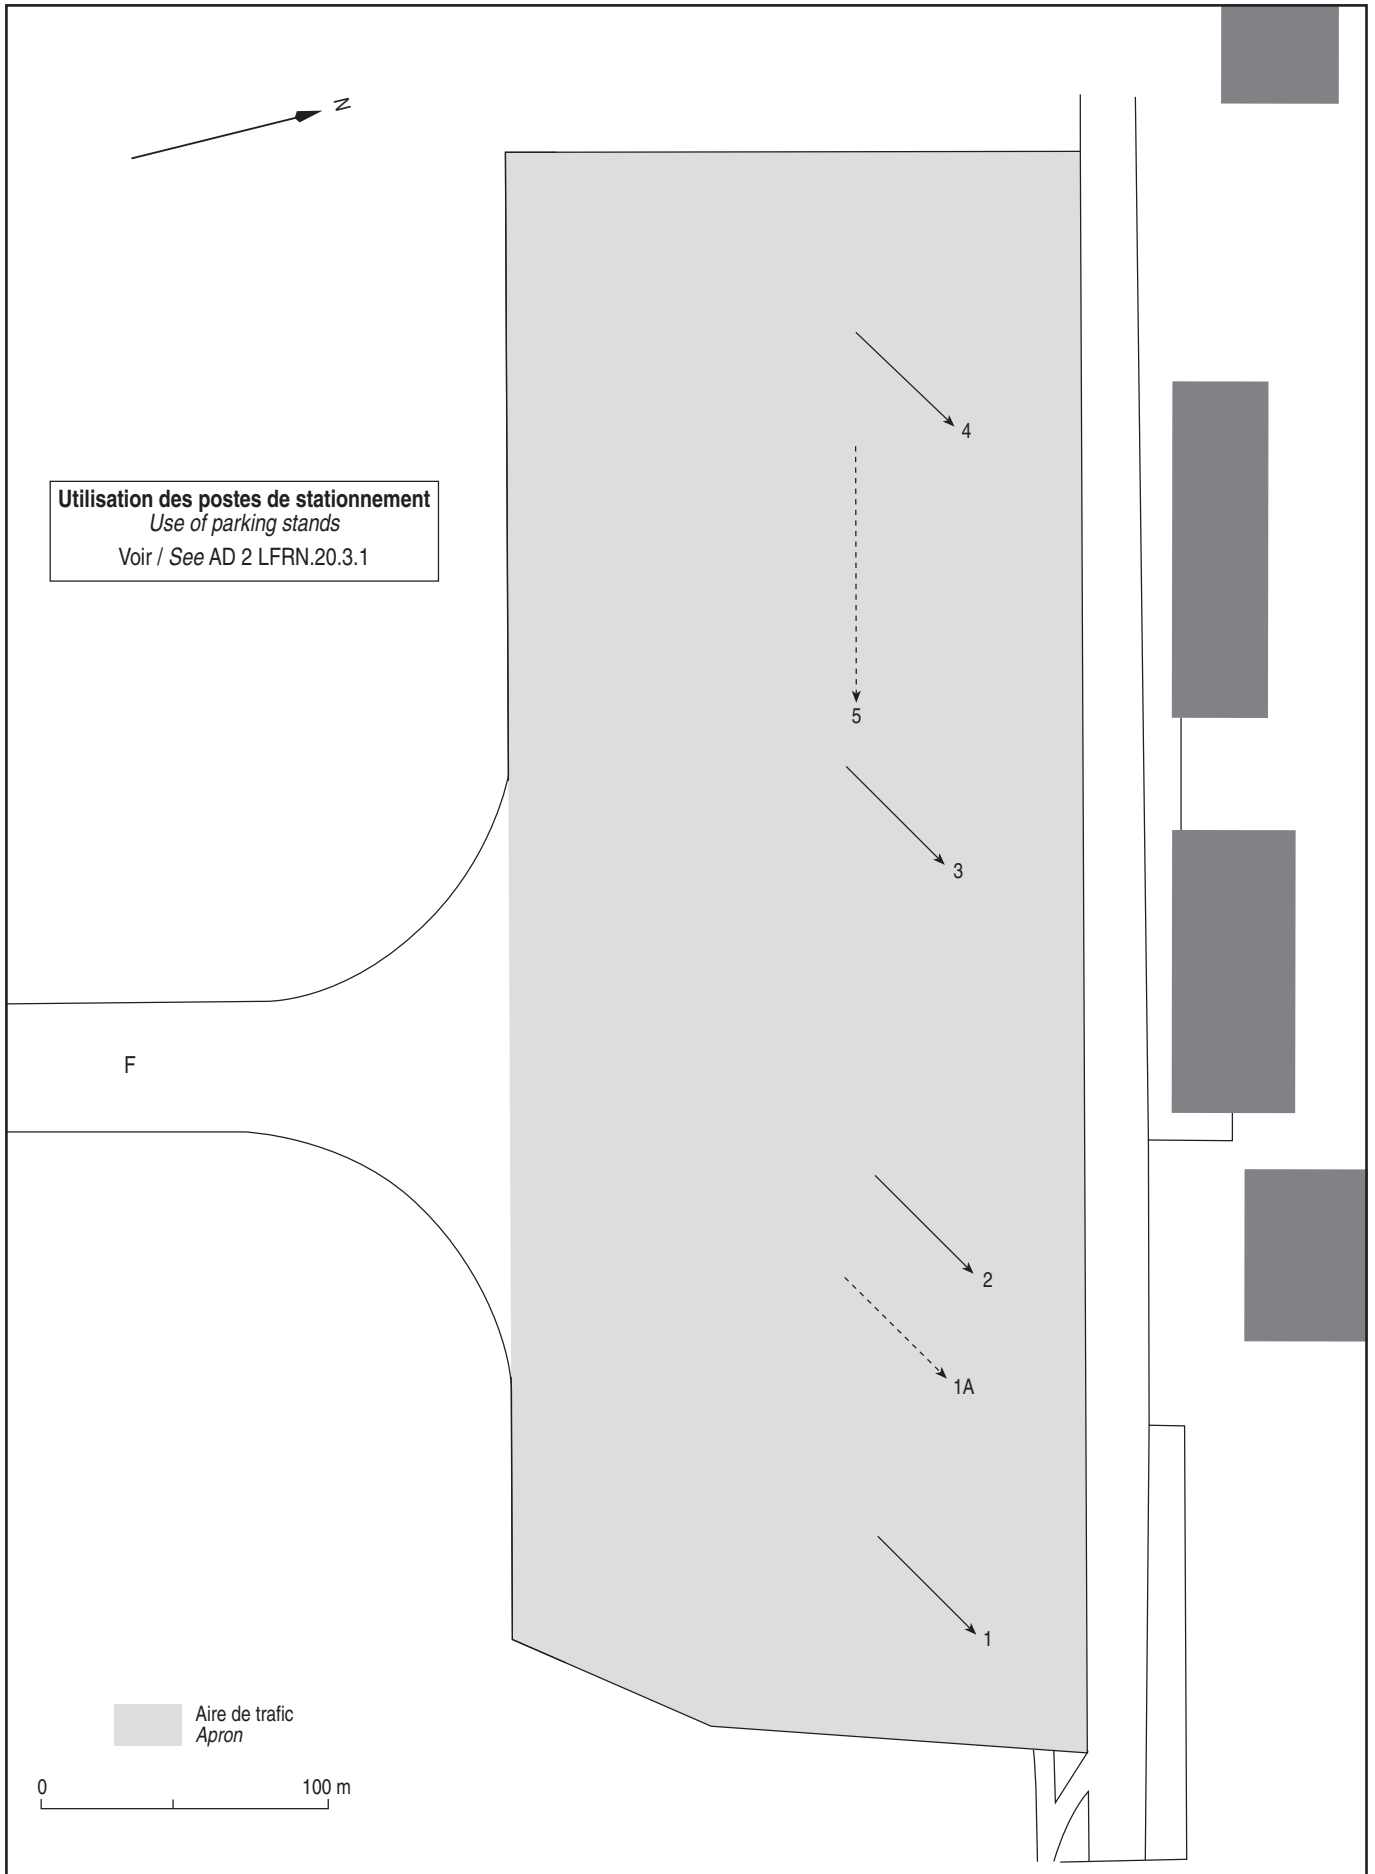 N
4
Utilisation des postes de stationnement
Use of parking stands
Voir / See AD 2 LFRN.20.3.1
5
3
F
2
1A
1
Aire de trafic
Apron
0 100 m